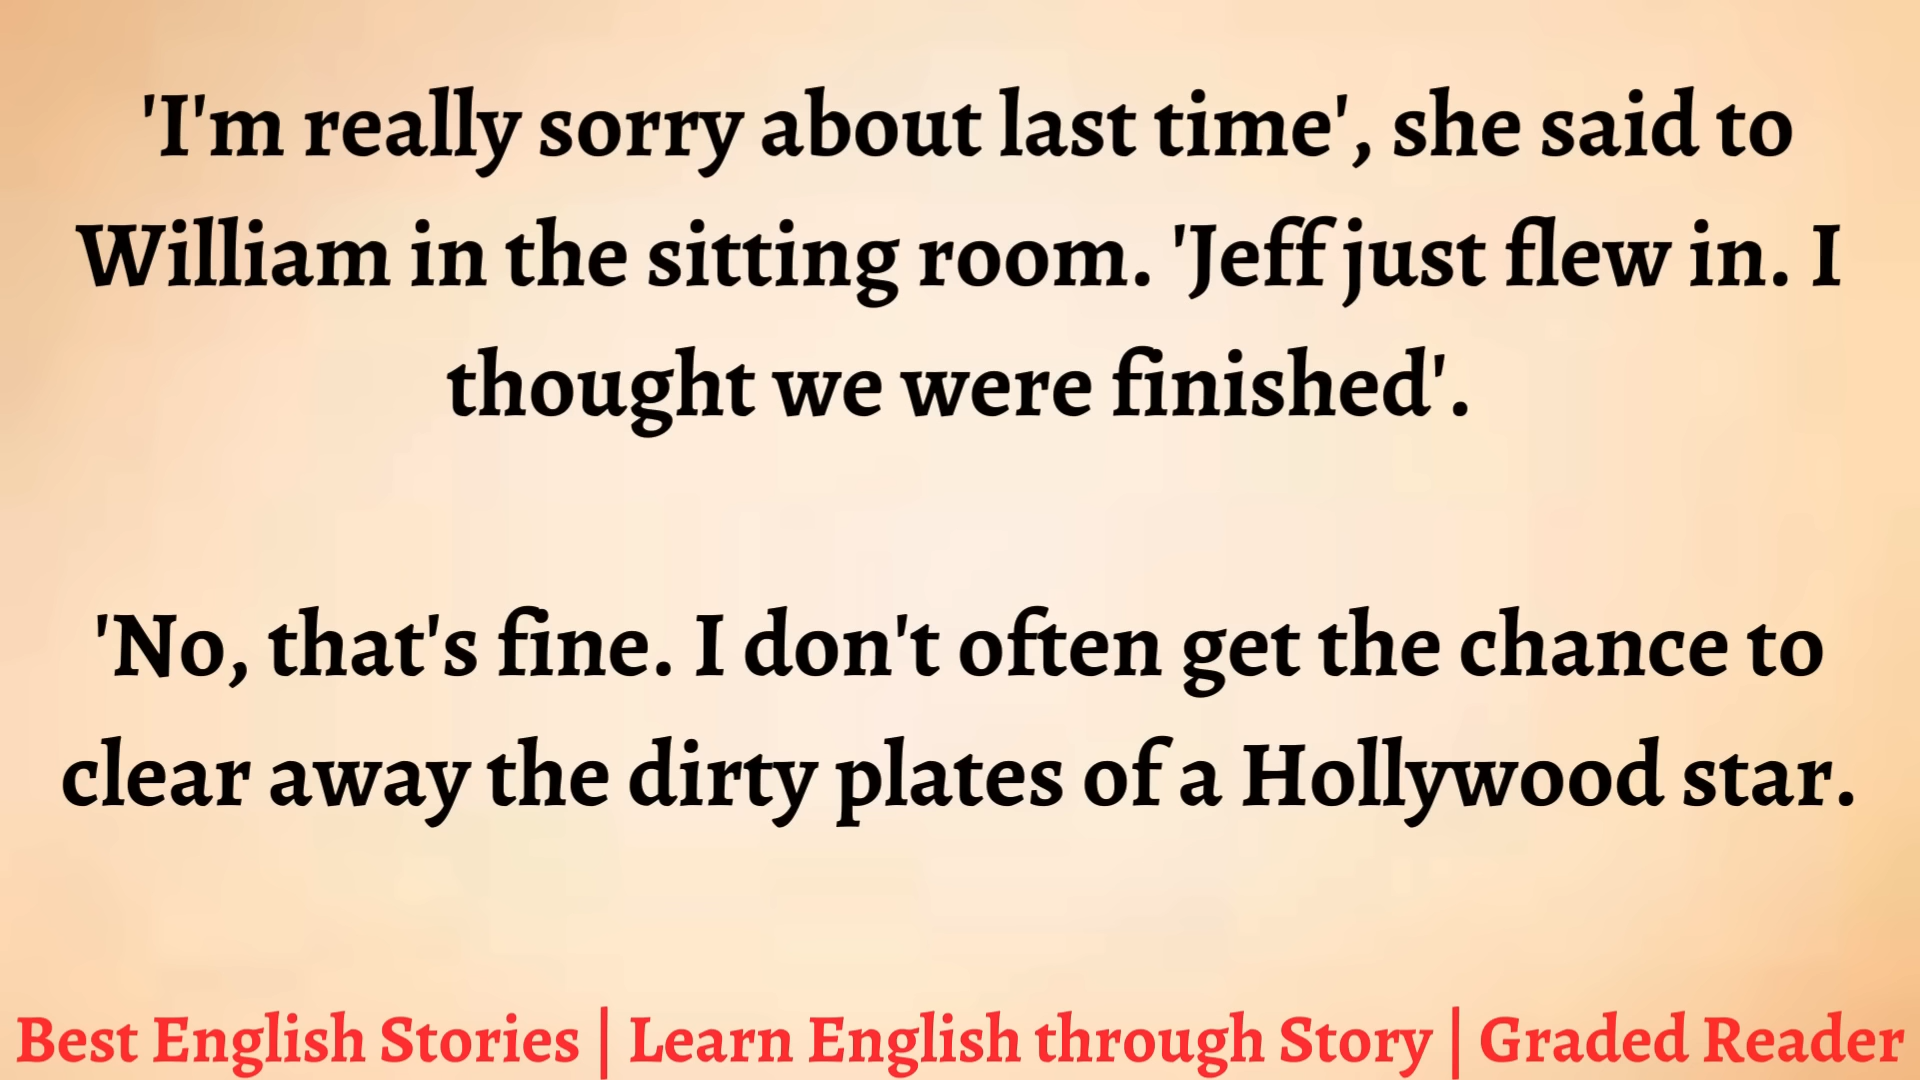 'I'm really sorry about last time', she said to
William in the sitting room. 'Jeff just flew in. I
thought we were finished'.
'No, that's fine. I don't often get the chance to
clear away the dirty plates of a Hollywood star.
Best English Stories | Learn English through Story | Graded Reader